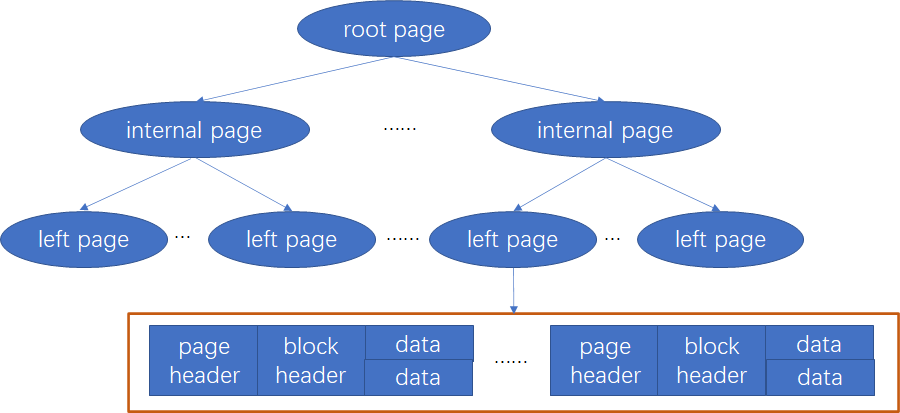 root page
internal page
......
internal page
left page
...
left page
......
left page
...
left page
page header
block header
data
data
......
page header
block header
data
data